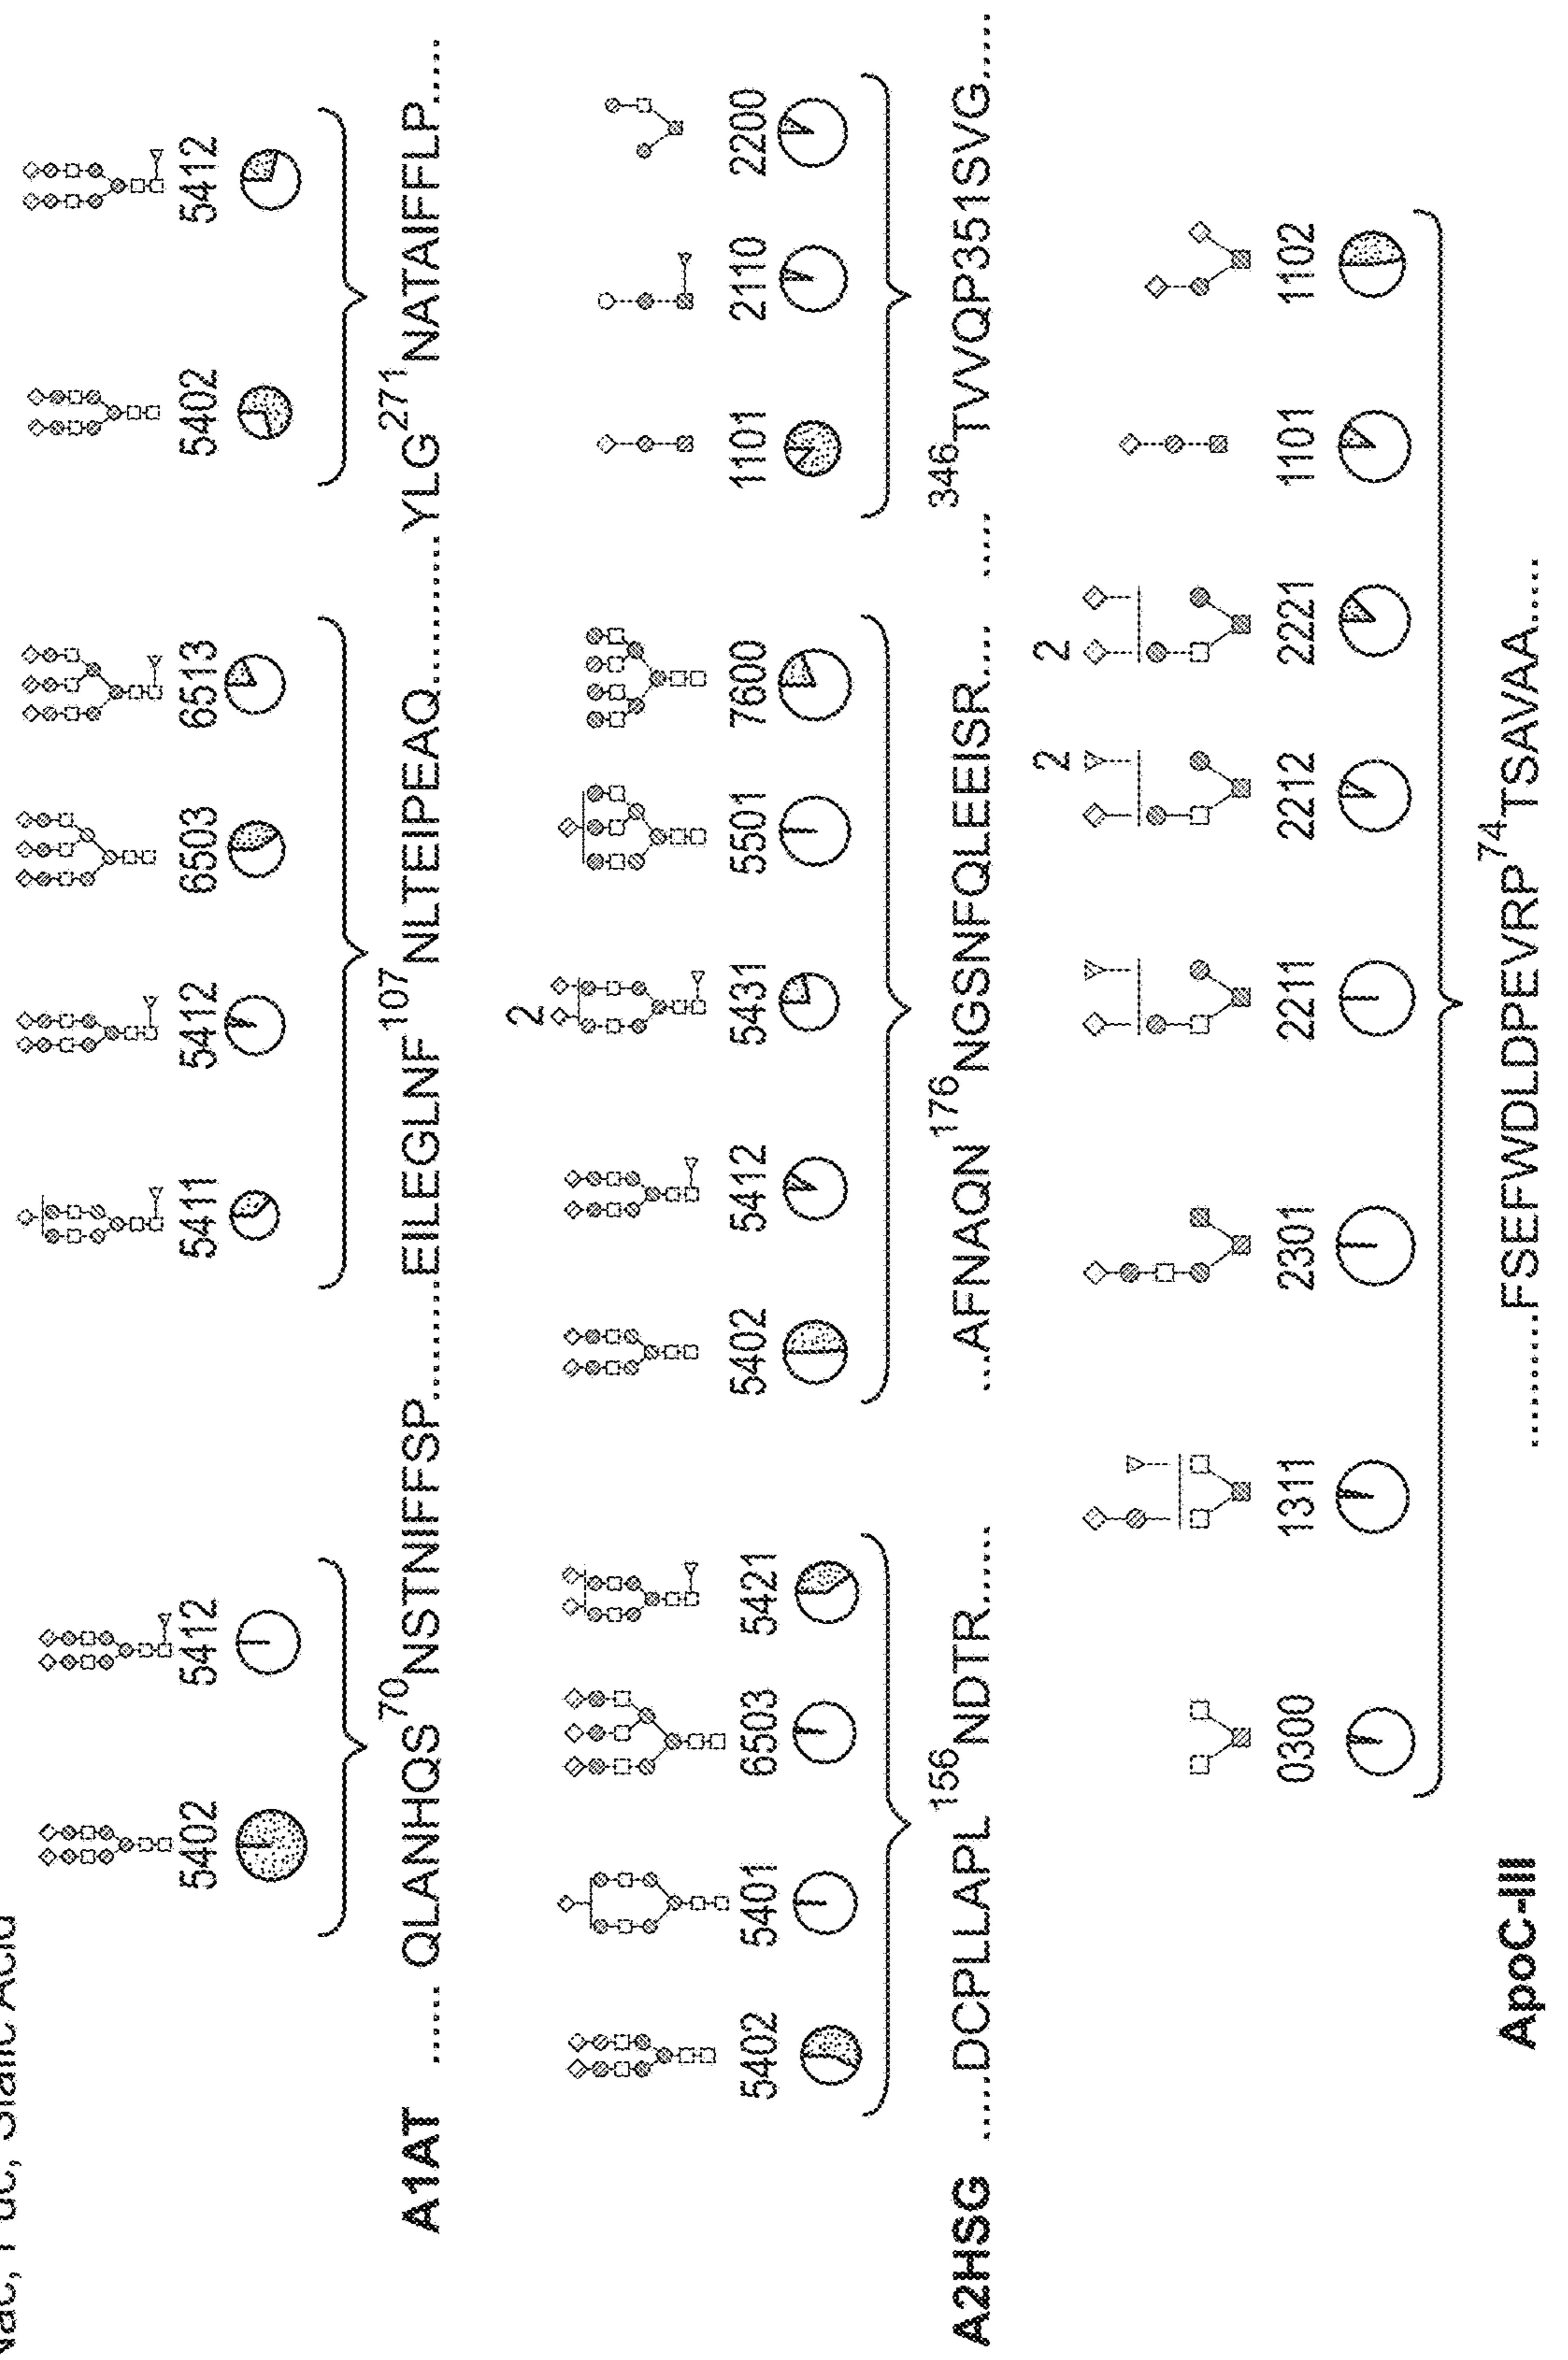 Nac, Fuc, Sialic Acid
5402 5412 5411 5412 6503 6513 5402 5412
A1AT ...... QLANHQS⁷⁰NSTNIFFSP.........EILEGLNF¹⁰⁷NLTEIPEAQ.........YLG²⁷¹NATAIFFLP.....
2
5402 5401 6503 5421 5402 5412 5431 5501 7600 1101 2110 2200
A2HSG .....DCPLLAPL¹⁵⁶NDTR...... ...AFNAQN¹⁷⁶NGSNFQLEEISR.... .....³⁴⁶TVVQP351SVG.....
2 2
0300 1311 2301 2211 2212 2221 1101 1102
..........FSEFWDLDPEVRP⁷⁴TSAVAA.....
ApoC-III